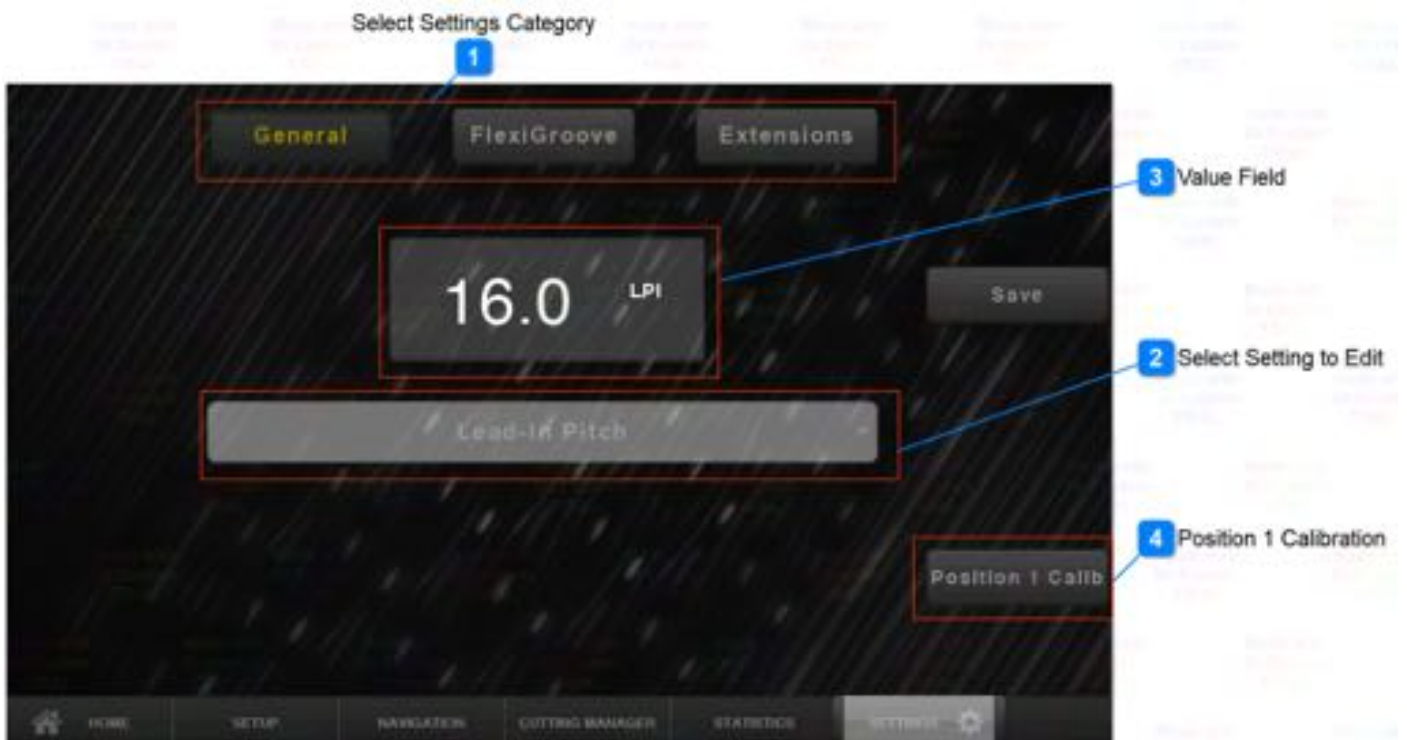 Select Settings Category
1
General
FlexiGroove
Extensions
3 Value Field
16.0 LPI
Save
2 Select Setting to Edit
Lead-In Pitch
4 Position 1 Calibration
Position 1 Calib
HOME
SETUP
NAVIGATION
CUTTING MANAGER
STATISTICS
SETTINGS